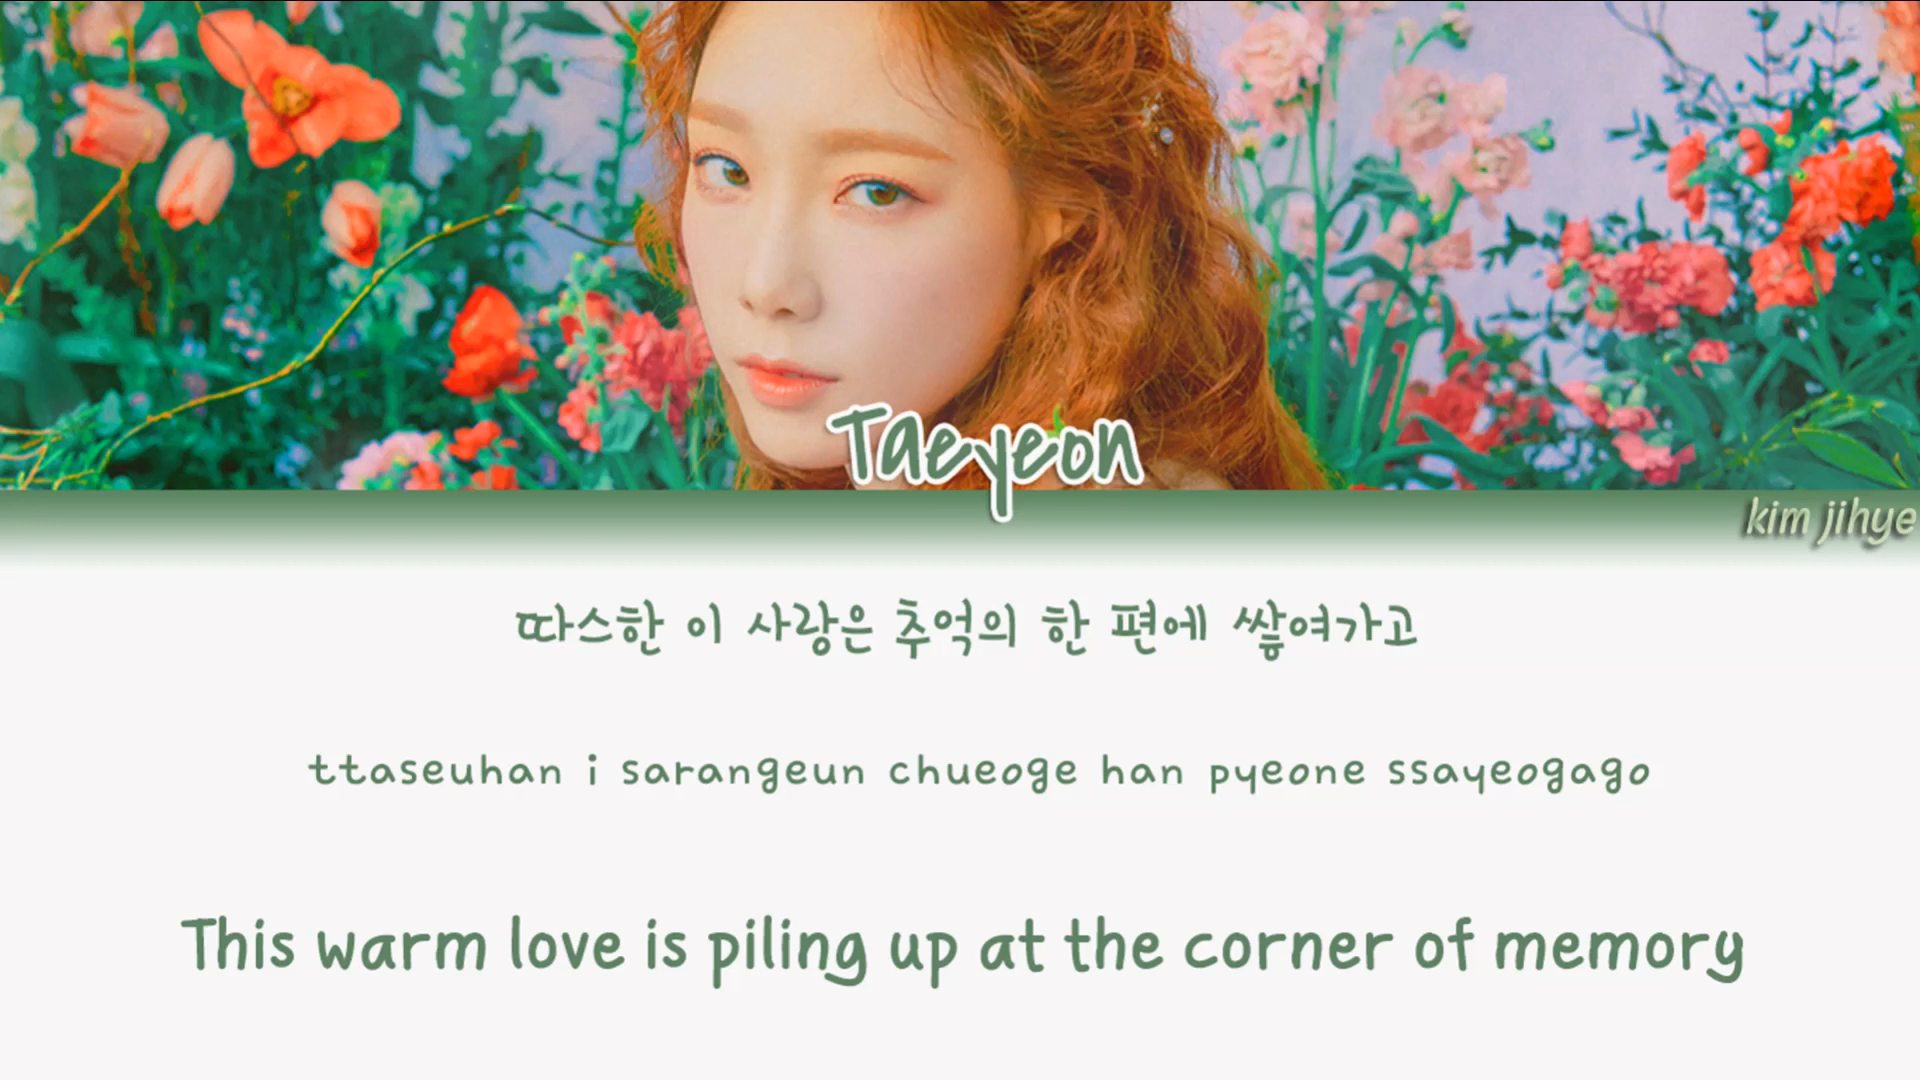 Taeyeon
kim jihye
따스한 이 사랑은 추억의 한 편에 쌓여가고
ttaseuhan i sarangeun chueoge han pyeone ssayeogago
This warm love is piling up at the corner of memory